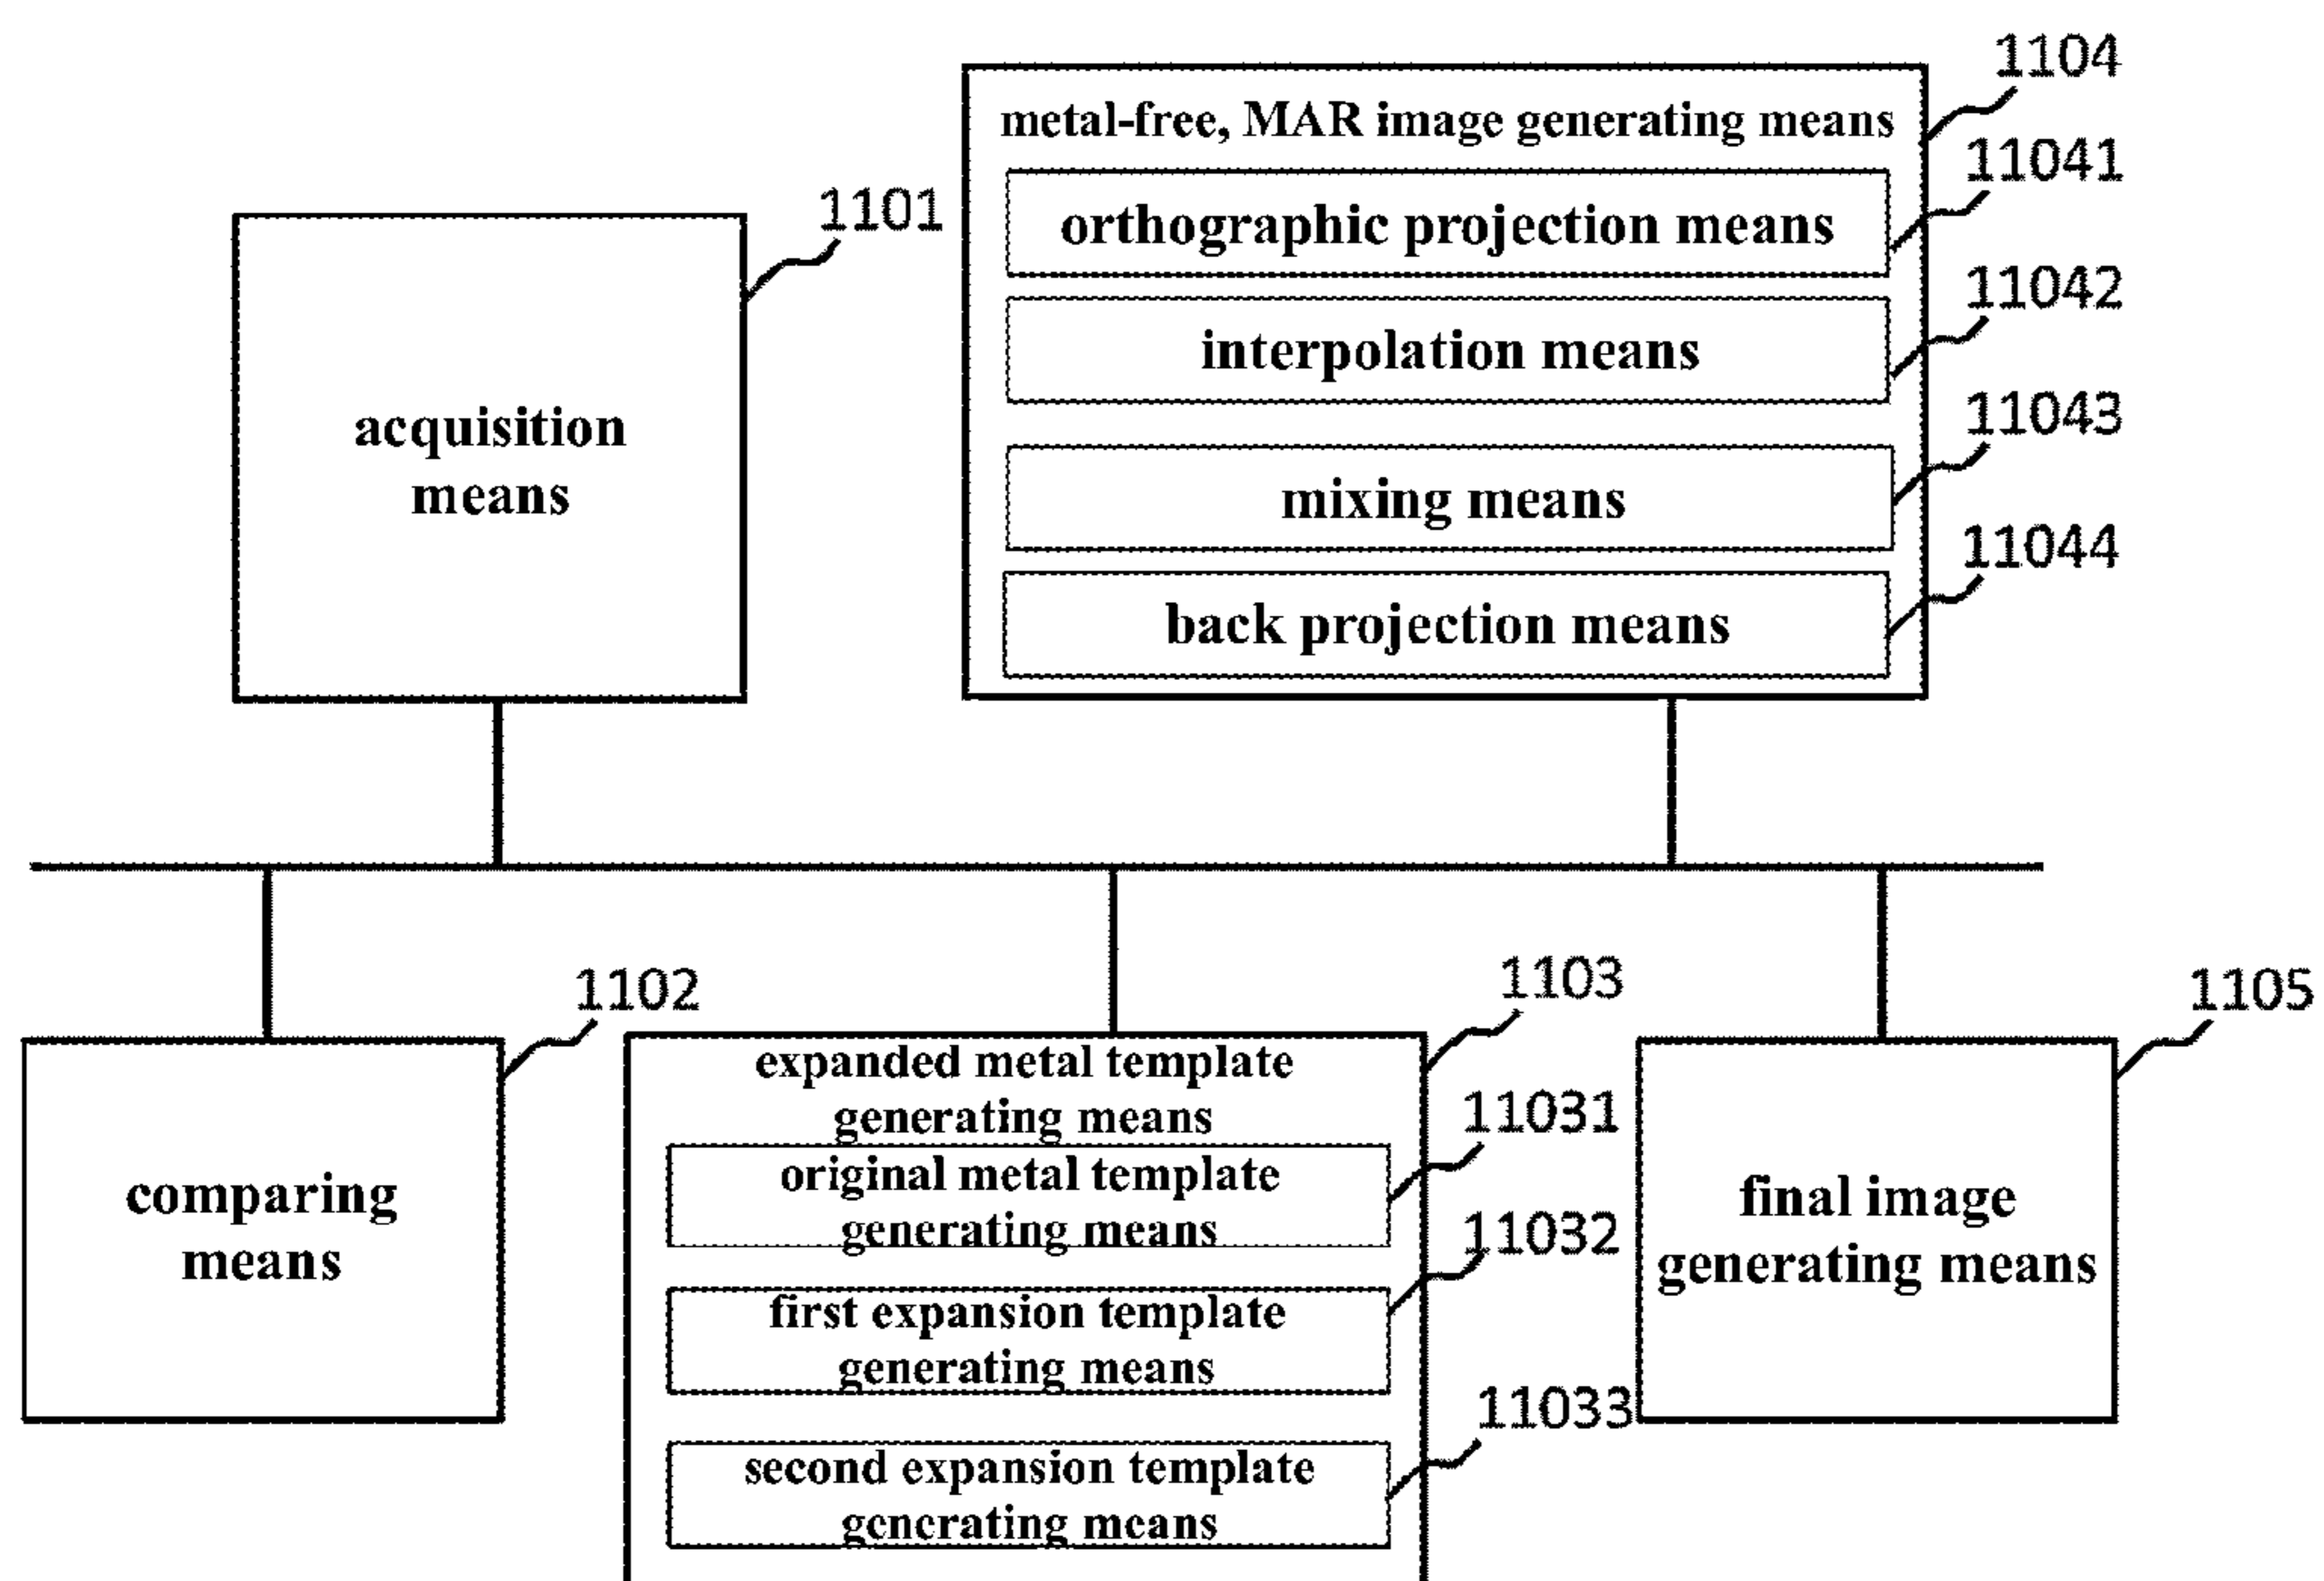 1104
metal-free, MAR image generating means
11041
orthographic projection means
1101
11042
interpolation means
acquisition
means
11043
mixing means
11044
back projection means
1102
1103
1105
expanded metal template
generating means
11031
original metal template
generating means
11032
comparing
means
final image
generating means
first expansion template
generating means
11033
second expansion template
generating means